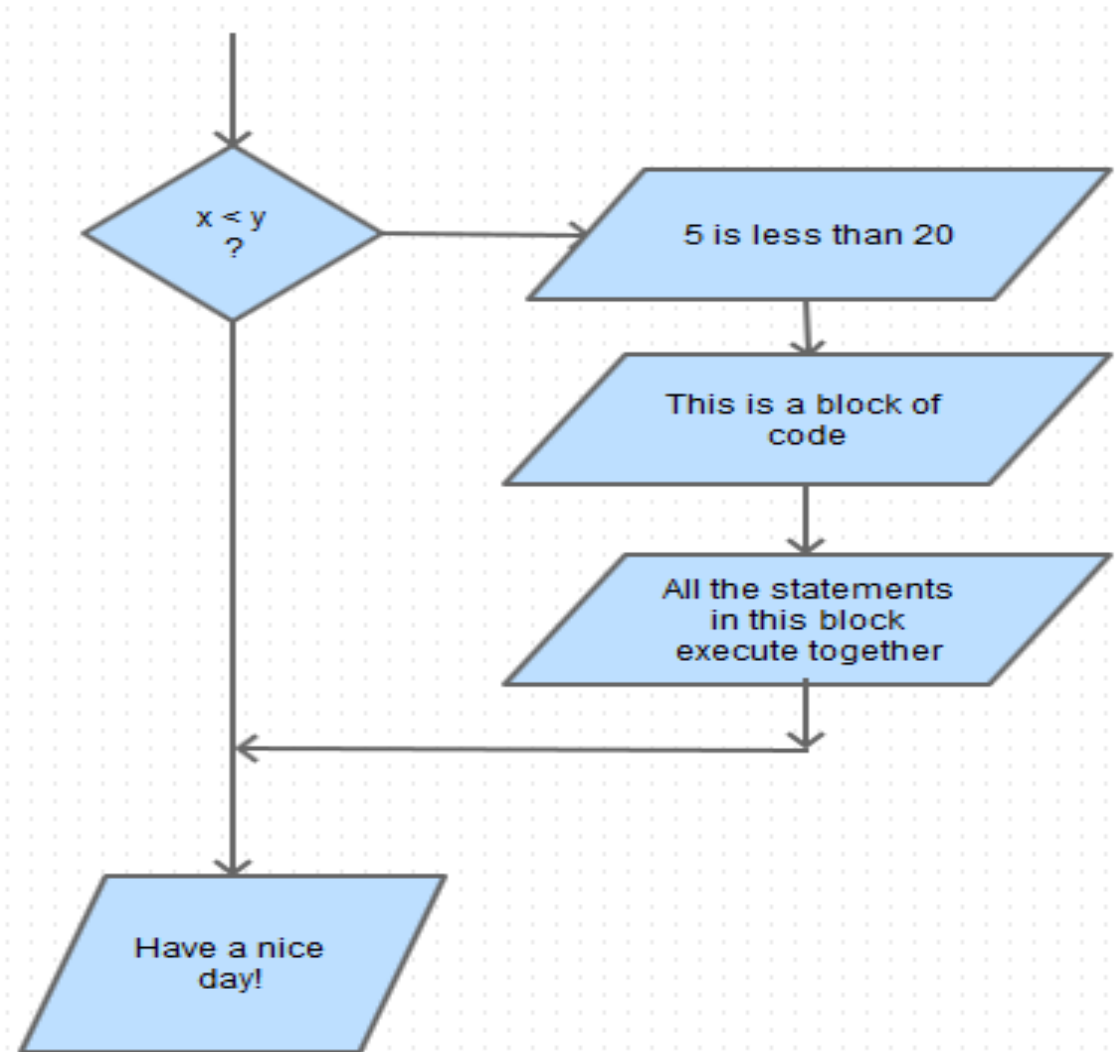 x < y
?
5 is less than 20
This is a block of
code
All the statements
in this block
execute together
Have a nice
day!